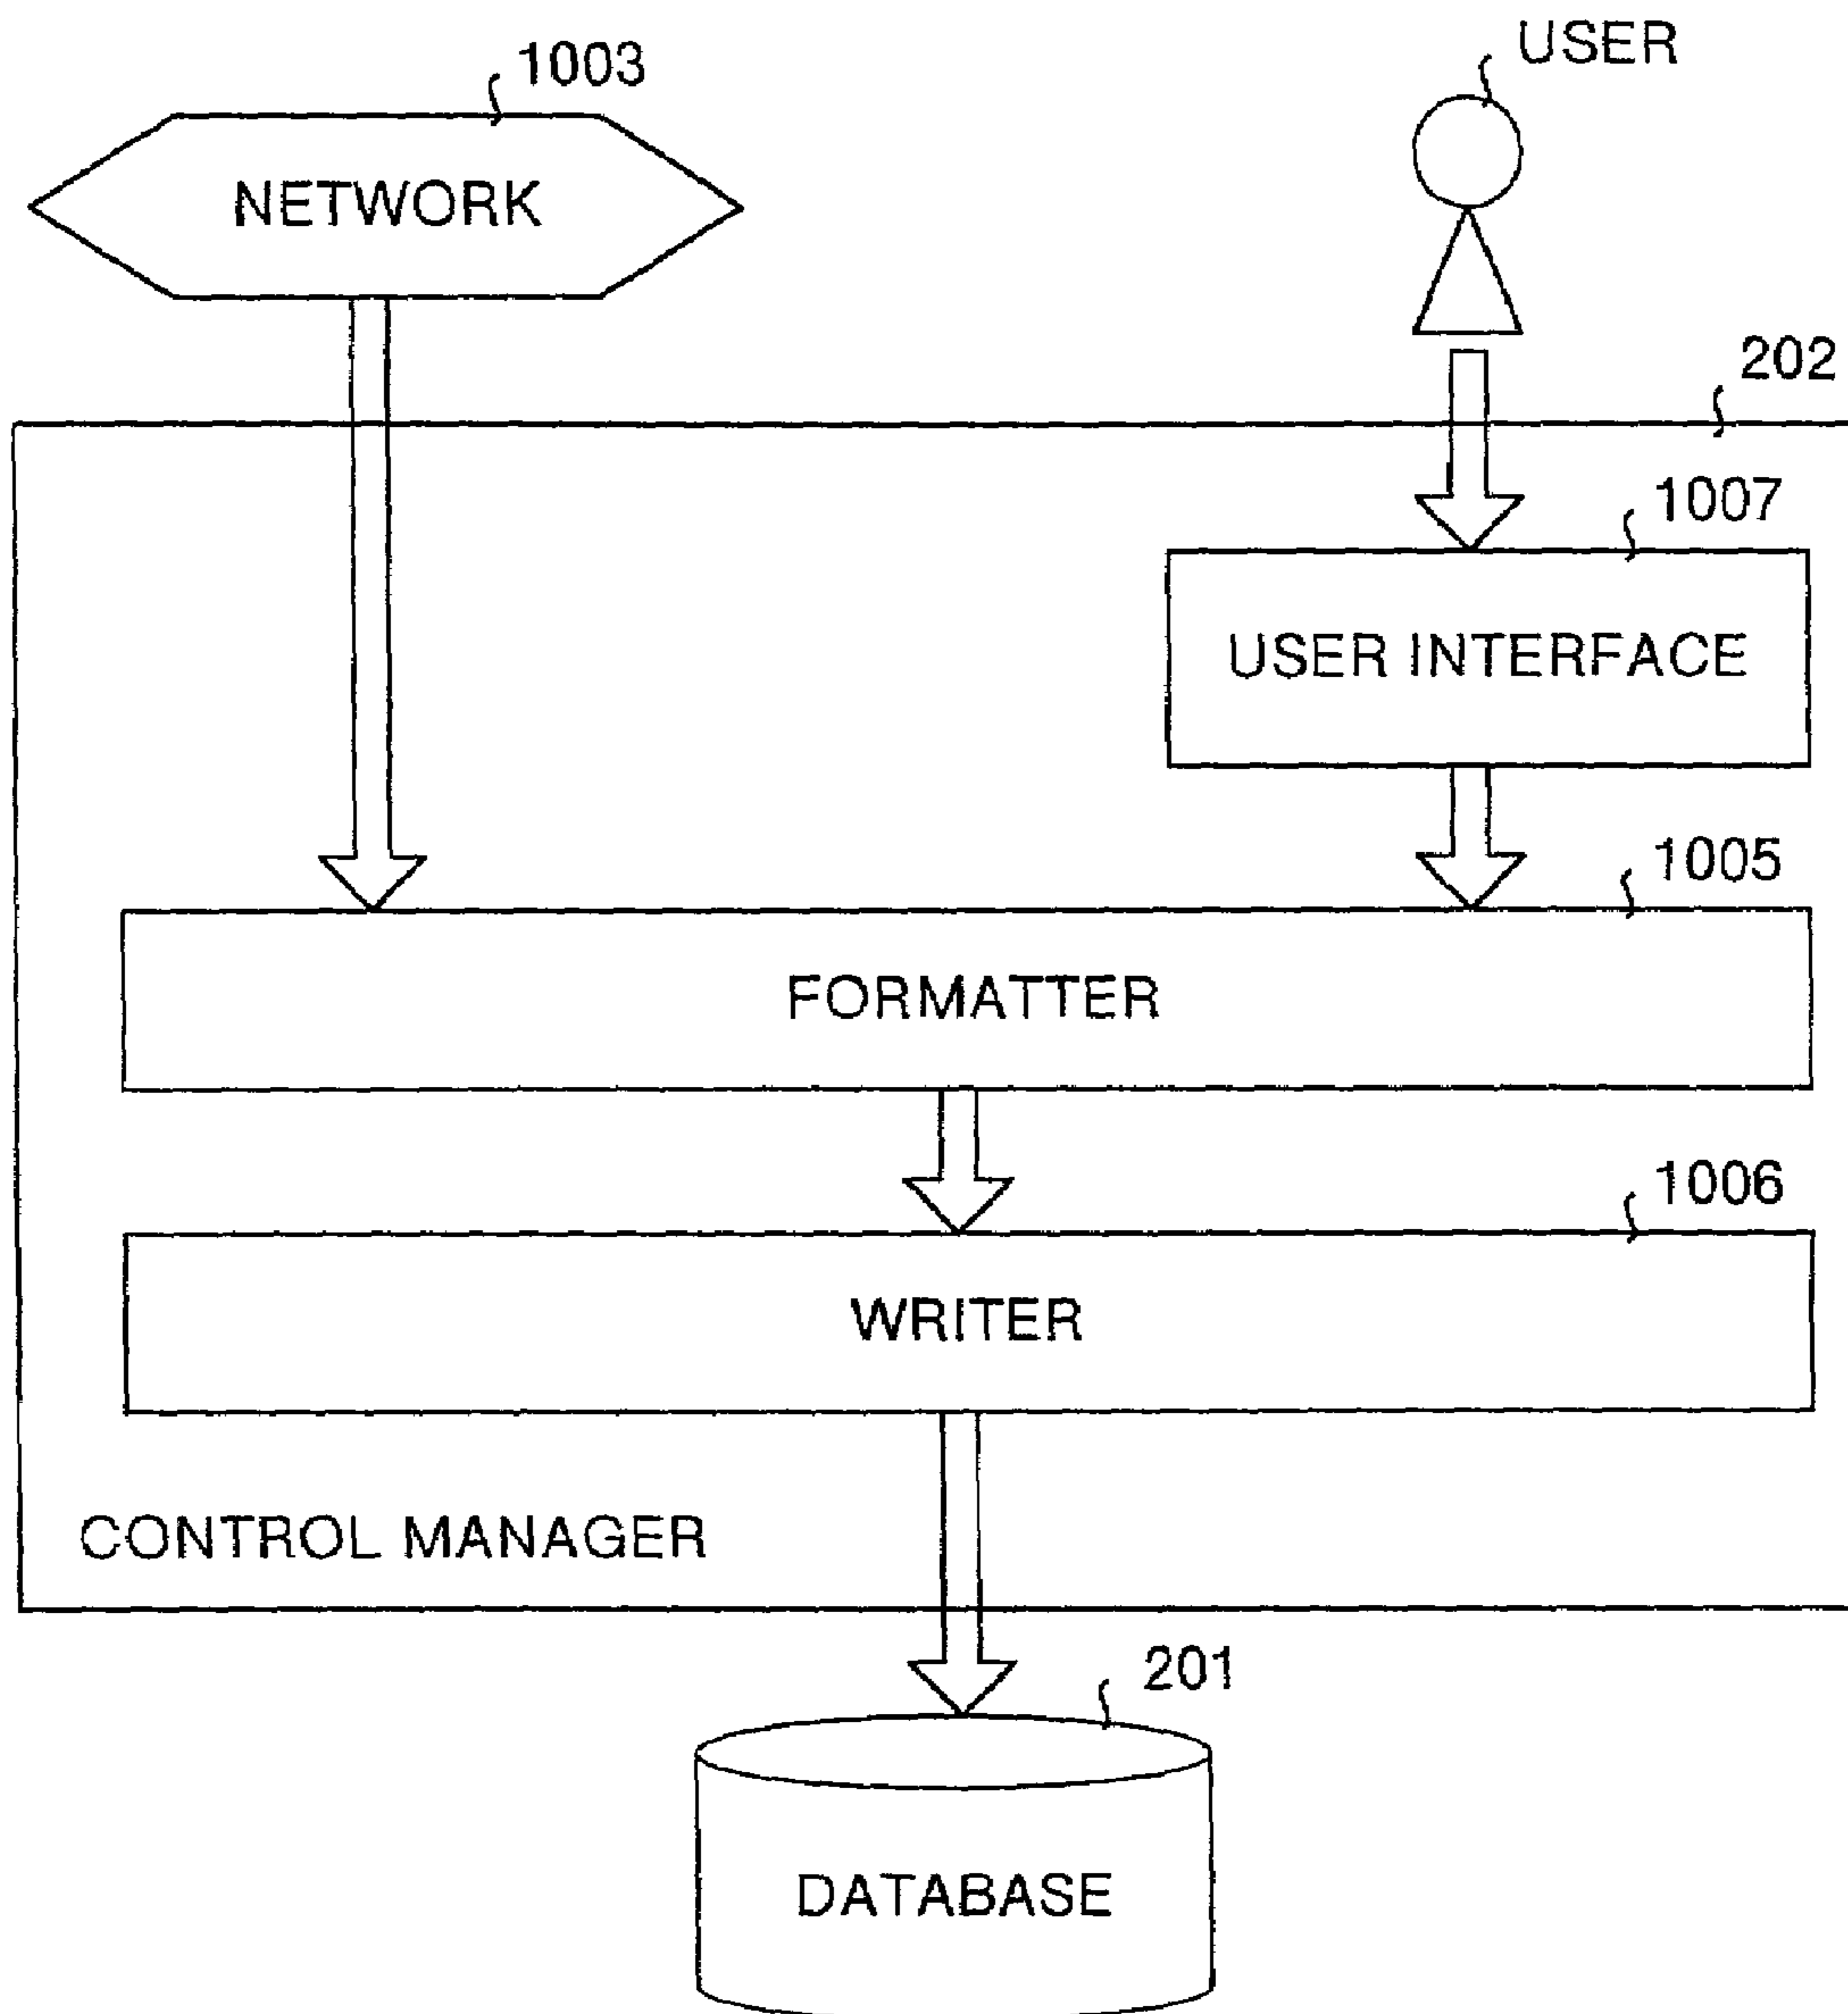 1003
USER
NETWORK
202
1007
USER INTERFACE
1005
FORMATTER
1006
WRITER
CONTROL MANAGER
201
DATABASE